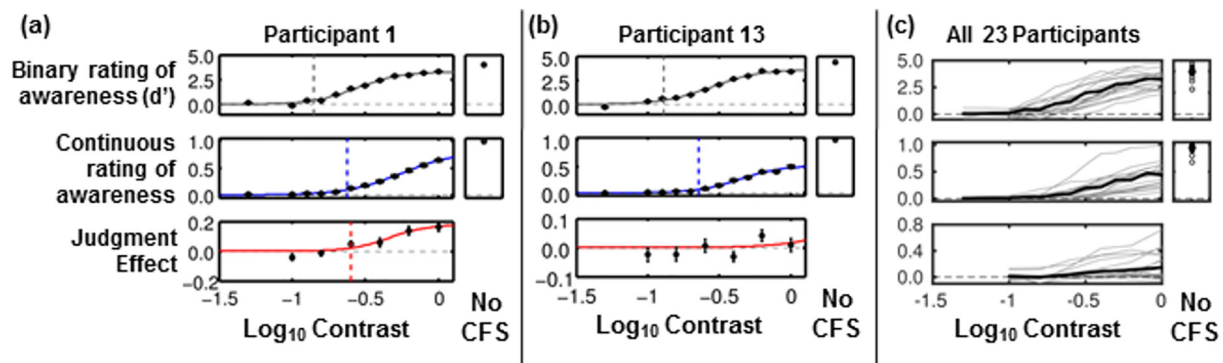 (a)
Participant 1
Binary rating of
awareness (d')
5.0
2.5
0.0
Continuous
rating of
awareness
1.0
0.5
0.0
Judgment
Effect
0.2
0.0
−0.2
−1.5 −1 −0.5 0
Log10 Contrast
No
CFS
(b)
Participant 13
5.0
2.5
0.0
1.0
0.5
0.0
0.1
0.0
−0.1
−1.5 −1 −0.5 0
Log10 Contrast
No
CFS
(c)
All 23 Participants
5.0
2.5
0.0
1.0
0.5
0.0
0.8
0.4
0.0
-1.5 -1 -0.5 0
Log10 Contrast
No
CFS